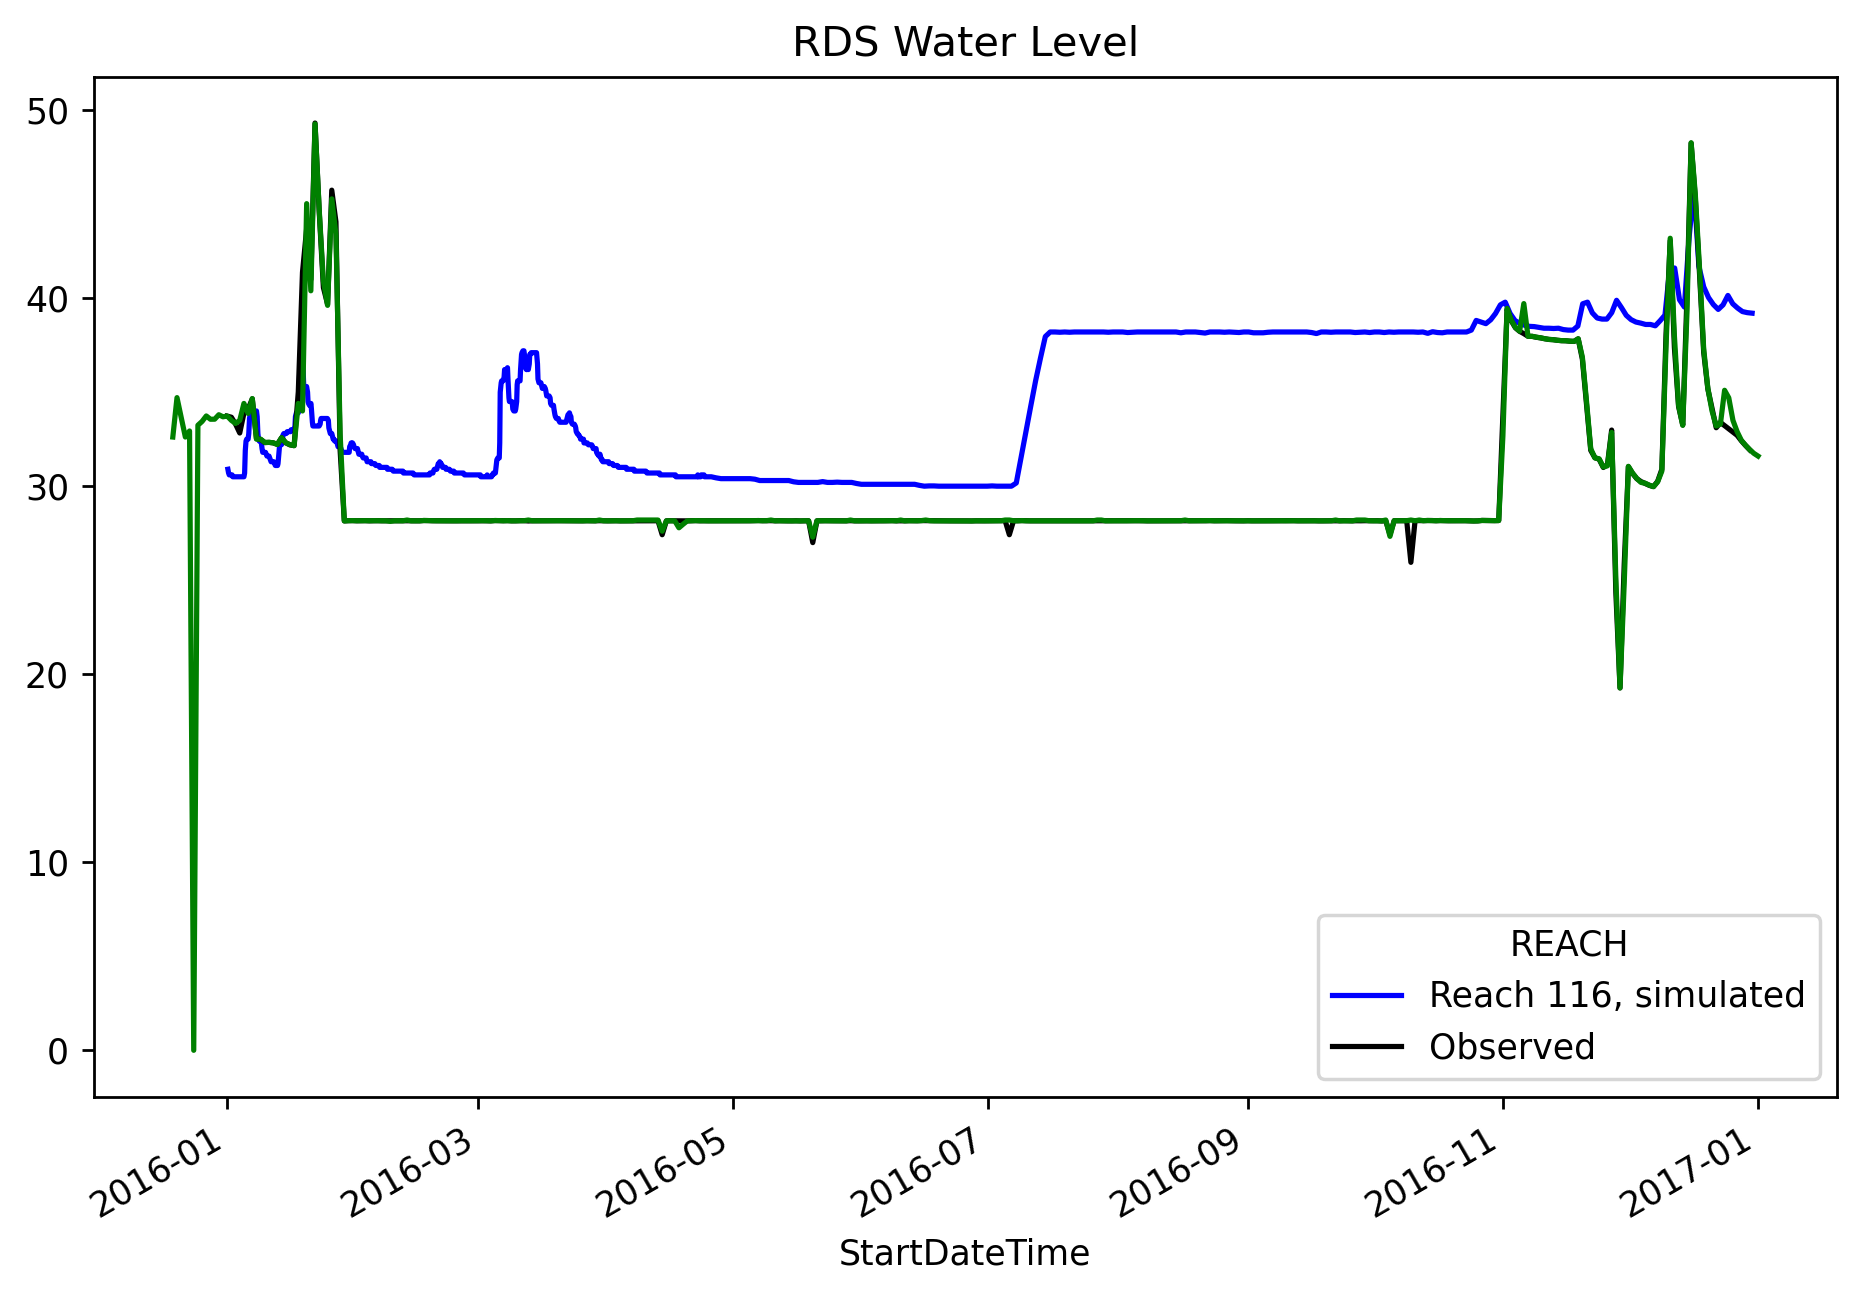 RDS Water Level
50
40
30
20
10
0
REACH
Reach 116, simulated
Observed
2016-01
2016-03
2016-05
2016-07
2016-09
2016-11
2017-01
StartDateTime